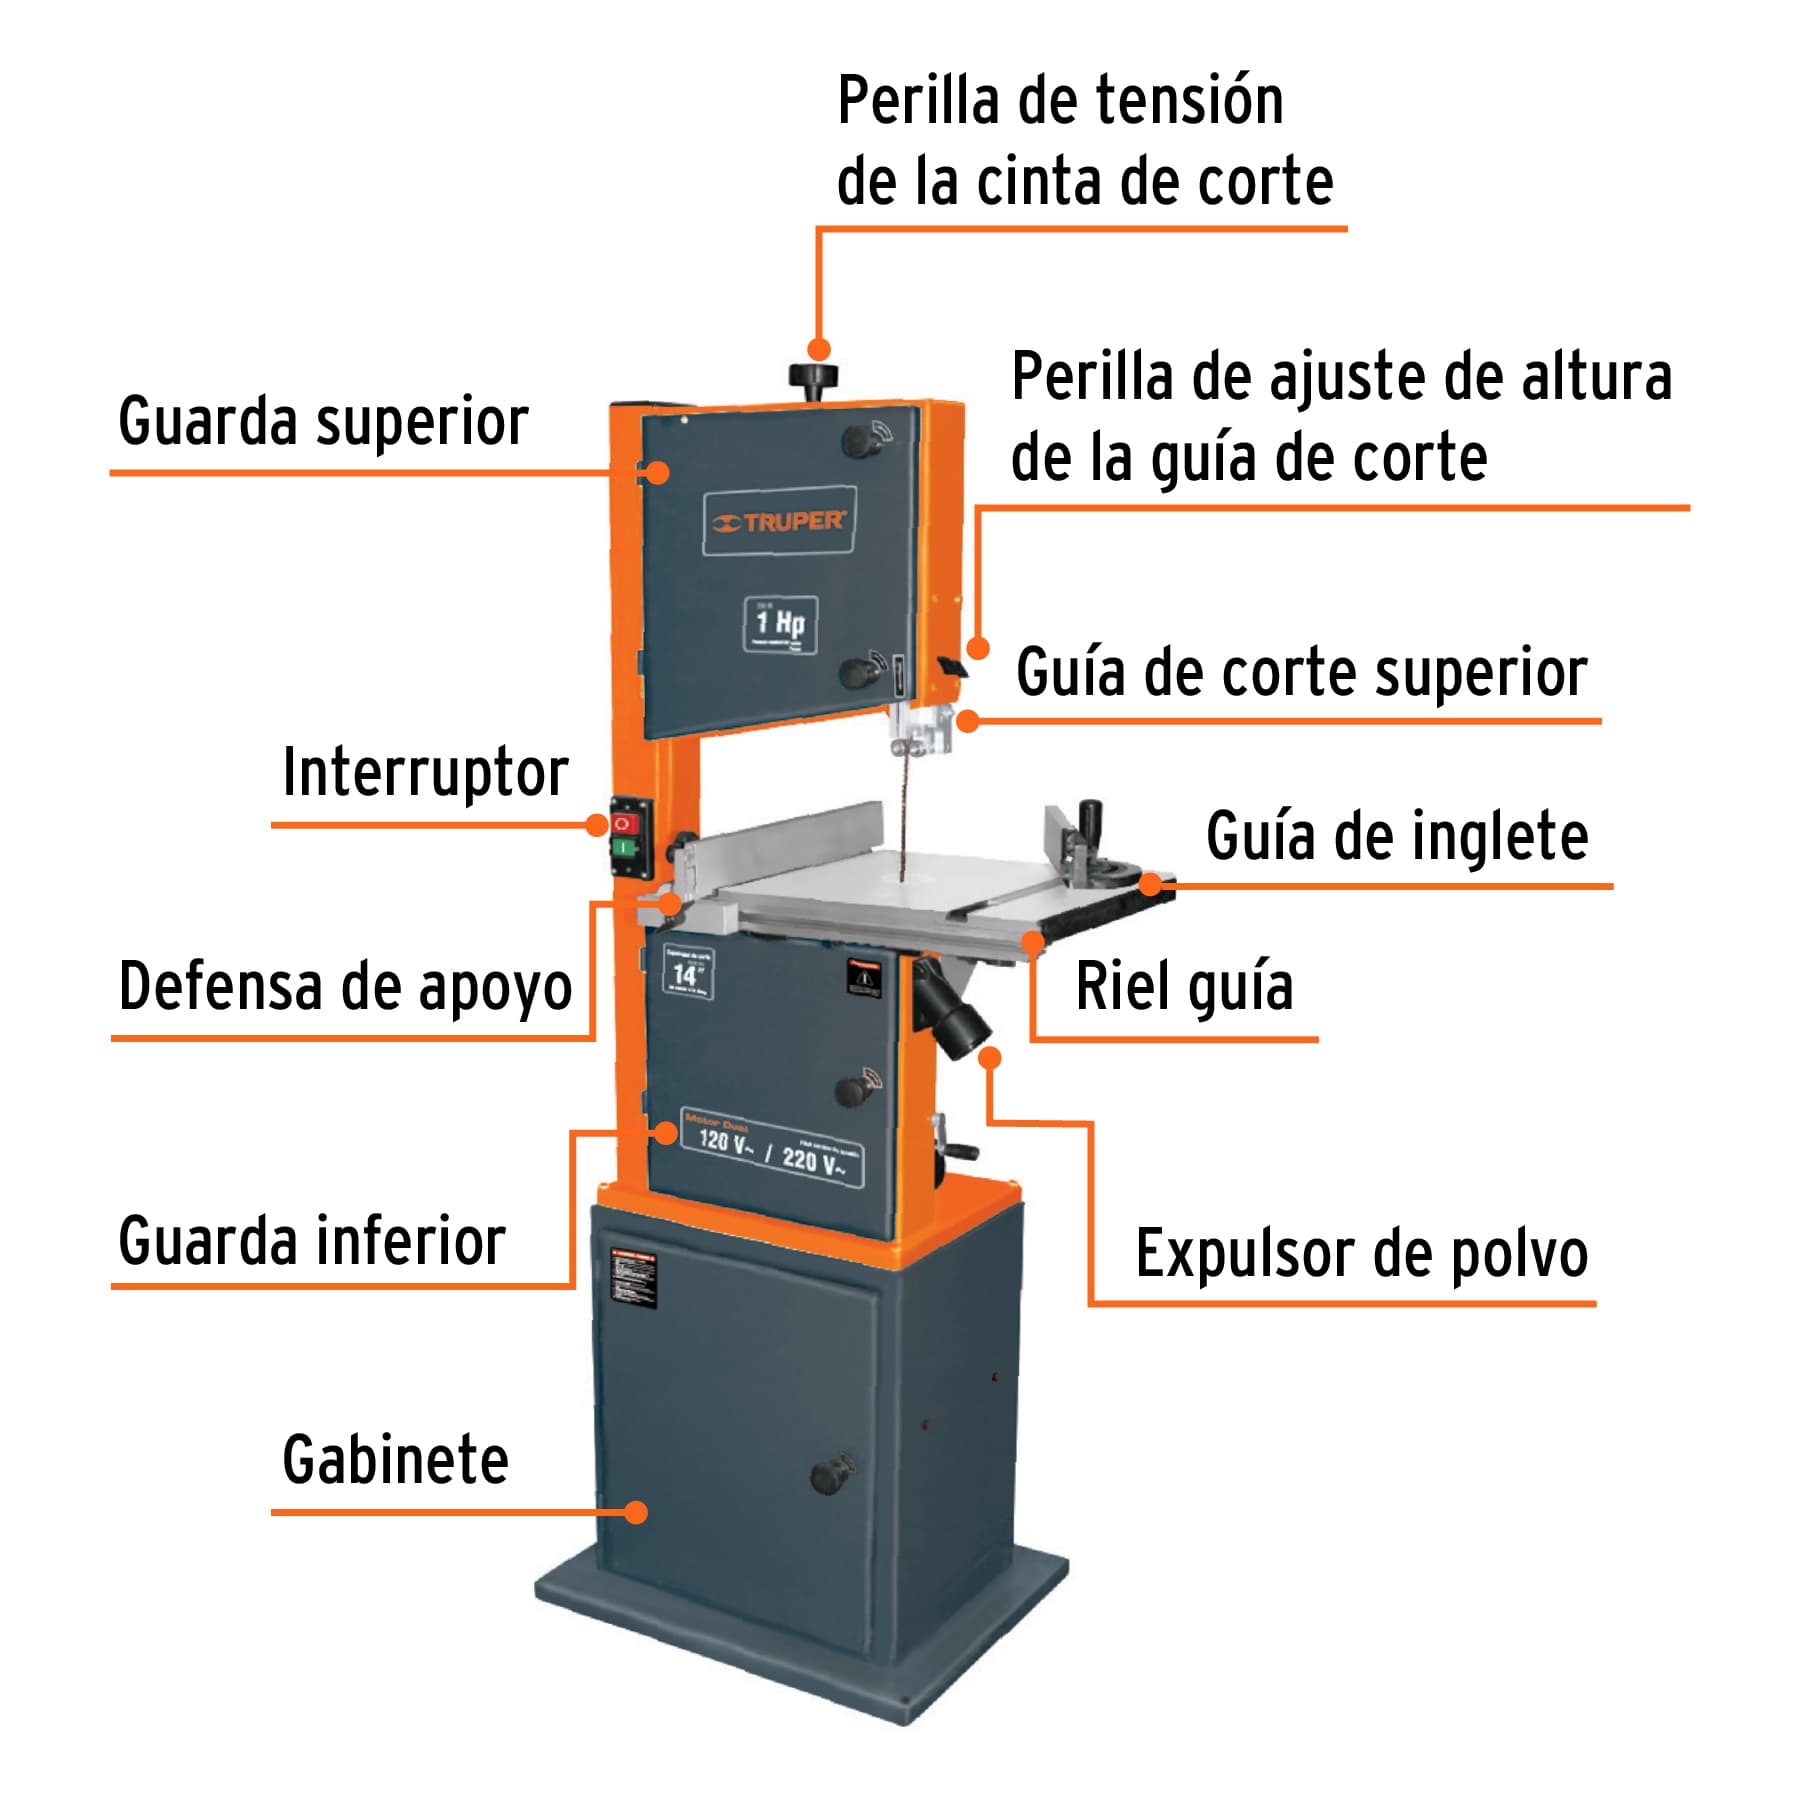 Perilla de tensión
de la cinta de corte
Guarda superior
Perilla de ajuste de altura
de la guía de corte
TRUPER
1 Hp
Guía de corte superior
Interruptor
Guía de inglete
Defensa de apoyo
14"
Riel guía
Motor Dual
120 V~ / 220 V~
Guarda inferior
Expulsor de polvo
Gabinete